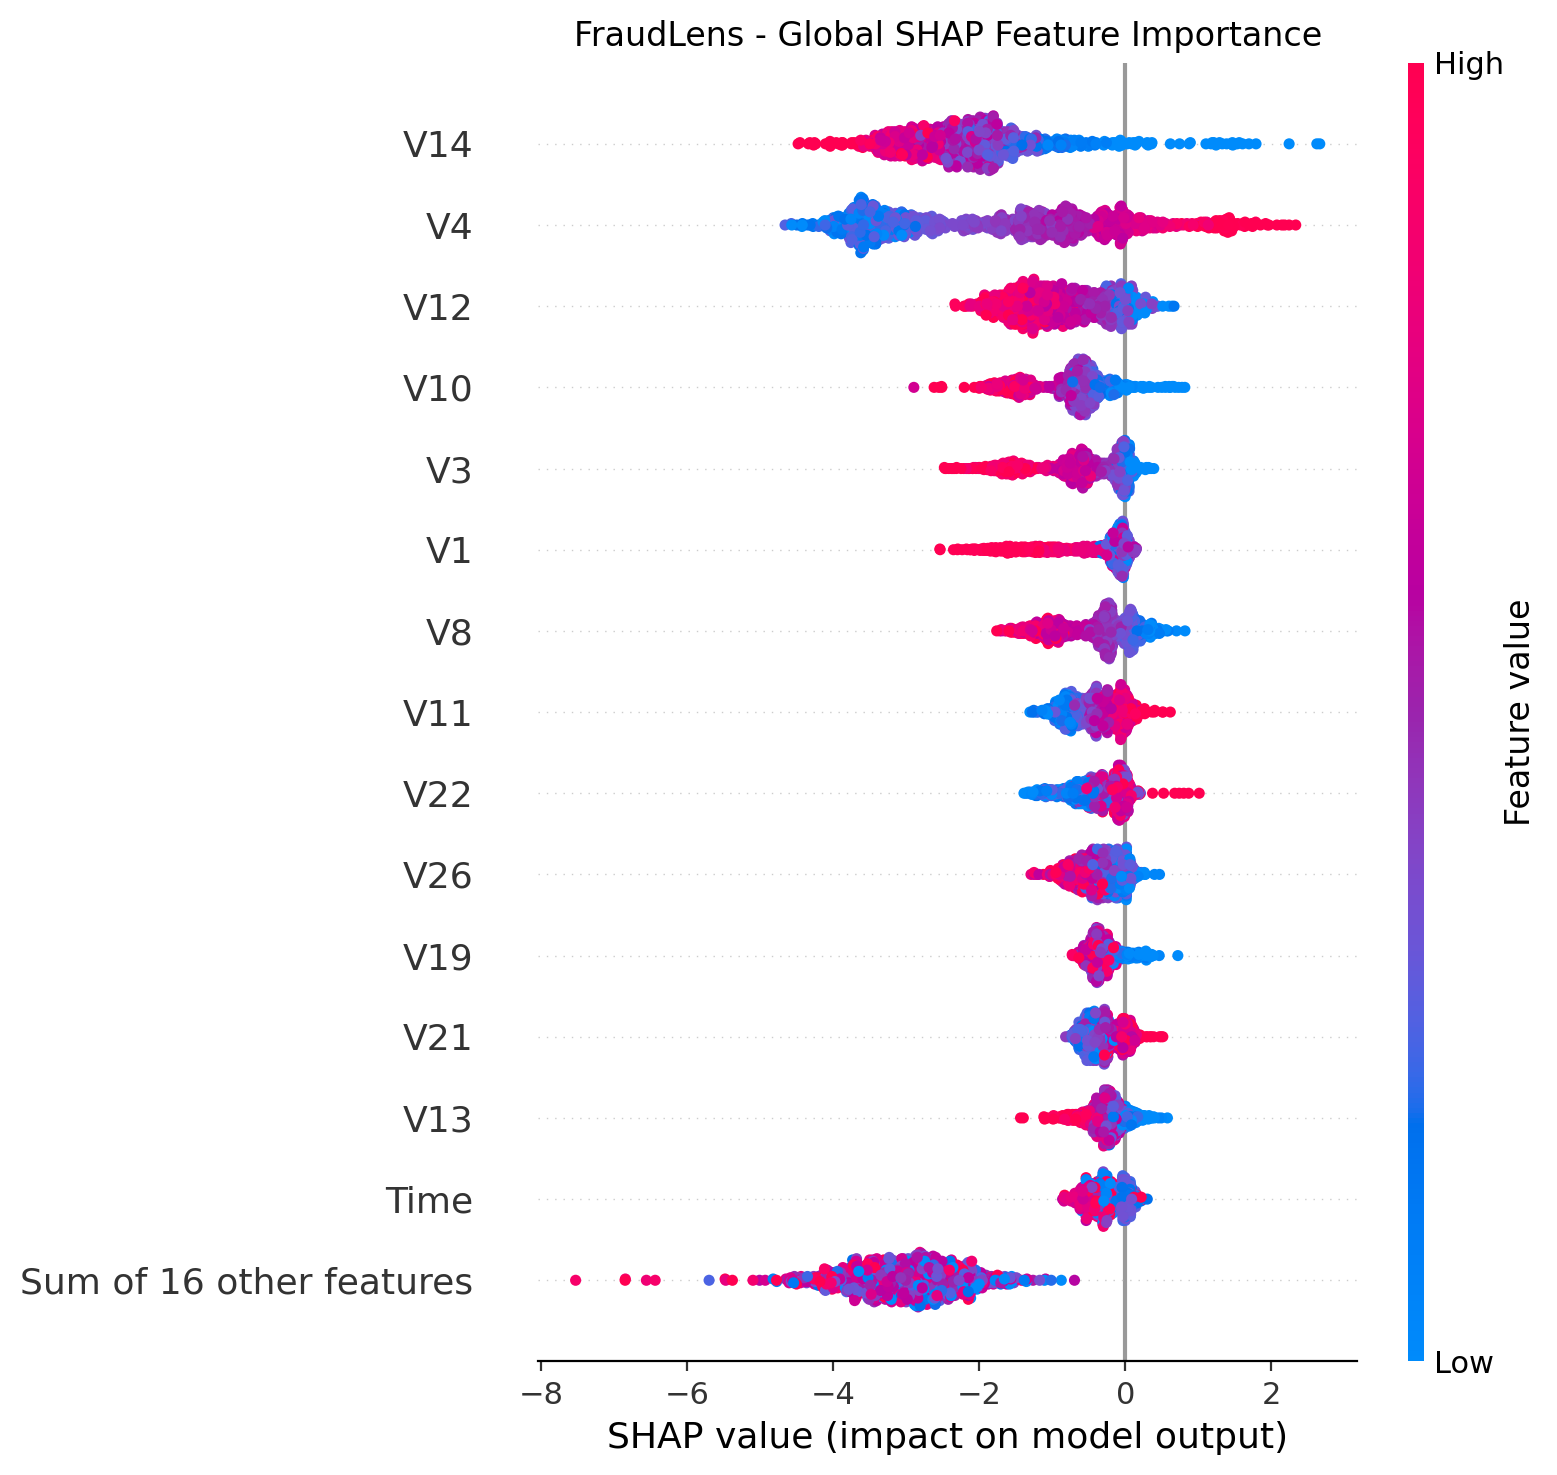 FraudLens - Global SHAP Feature Importance
High
V14
V4
V12
V10
V3
V1
V8
V11
V22
V26
V19
V21
V13
Time
Sum of 16 other features
Feature value
Low
−8 −6 −4 −2 0 2
SHAP value (impact on model output)